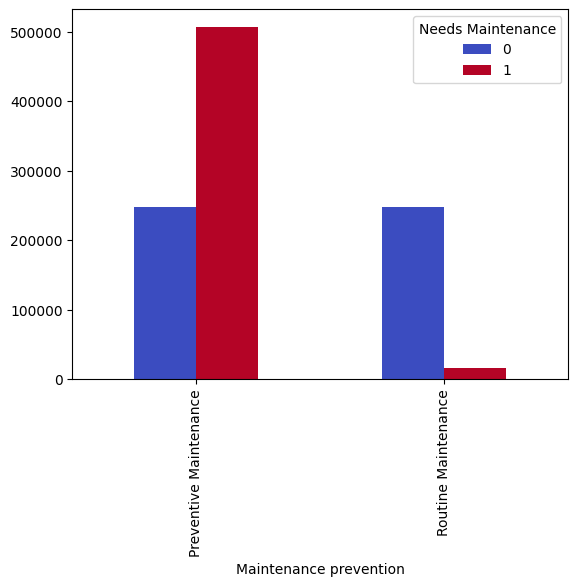 500000
400000
300000
200000
100000
0
Needs Maintenance
0
1
Preventive Maintenance
Routine Maintenance
Maintenance prevention